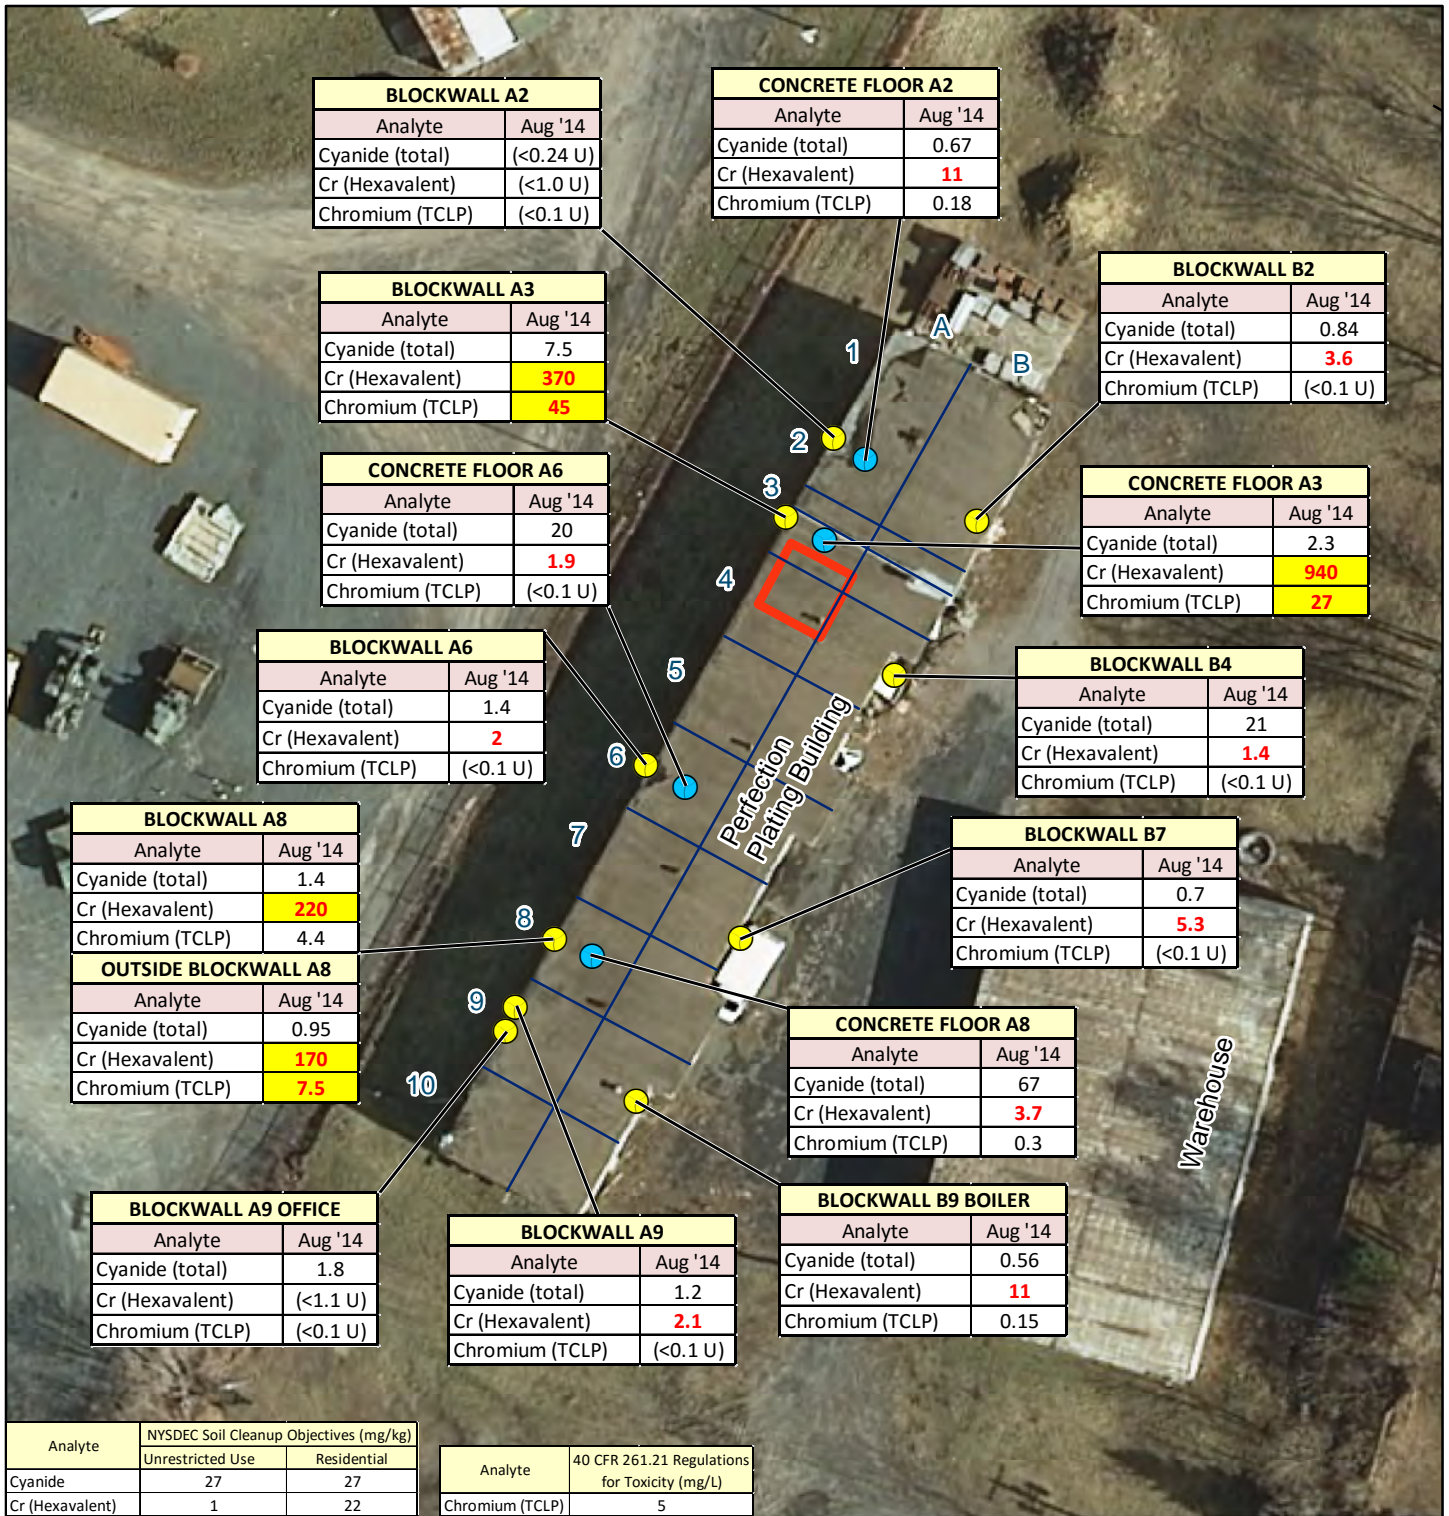 BLOCKWALL A2
Analyte Aug '14
Cyanide (total) (<0.24 U)
Cr (Hexavalent) (<1.0 U)
Chromium (TCLP) (<0.1 U)
CONCRETE FLOOR A2
Analyte Aug '14
Cyanide (total) 0.67
Cr (Hexavalent) 11
Chromium (TCLP) 0.18
BLOCKWALL B2
Analyte Aug '14
Cyanide (total) 0.84
Cr (Hexavalent) 3.6
Chromium (TCLP) (<0.1 U)
BLOCKWALL A3
Analyte Aug '14
Cyanide (total) 7.5
Cr (Hexavalent) 370
Chromium (TCLP) 45
A
B
1
2
3
4
5
6
7
8
9
10
CONCRETE FLOOR A6
Analyte Aug '14
Cyanide (total) 20
Cr (Hexavalent) 1.9
Chromium (TCLP) (<0.1 U)
CONCRETE FLOOR A3
Analyte Aug '14
Cyanide (total) 2.3
Cr (Hexavalent) 940
Chromium (TCLP) 27
BLOCKWALL A6
Analyte Aug '14
Cyanide (total) 1.4
Cr (Hexavalent) 2
Chromium (TCLP) (<0.1 U)
BLOCKWALL B4
Analyte Aug '14
Cyanide (total) 21
Cr (Hexavalent) 1.4
Chromium (TCLP) (<0.1 U)
Perfection
Plating Building
BLOCKWALL A8
Analyte Aug '14
Cyanide (total) 1.4
Cr (Hexavalent) 220
Chromium (TCLP) 4.4
OUTSIDE BLOCKWALL A8
Analyte Aug '14
Cyanide (total) 0.95
Cr (Hexavalent) 170
Chromium (TCLP) 7.5
BLOCKWALL B7
Analyte Aug '14
Cyanide (total) 0.7
Cr (Hexavalent) 5.3
Chromium (TCLP) (<0.1 U)
CONCRETE FLOOR A8
Analyte Aug '14
Cyanide (total) 67
Cr (Hexavalent) 3.7
Chromium (TCLP) 0.3
Warehouse
BLOCKWALL A9 OFFICE
Analyte Aug '14
Cyanide (total) 1.8
Cr (Hexavalent) (<1.1 U)
Chromium (TCLP) (<0.1 U)
BLOCKWALL A9
Analyte Aug '14
Cyanide (total) 1.2
Cr (Hexavalent) 2.1
Chromium (TCLP) (<0.1 U)
BLOCKWALL B9 BOILER
Analyte Aug '14
Cyanide (total) 0.56
Cr (Hexavalent) 11
Chromium (TCLP) 0.15
Analyte NYSDEC Soil Cleanup Objectives (mg/kg)
Unrestricted Use Residential
Cyanide 27 27
Cr (Hexavalent) 1 22
Analyte 40 CFR 261.21 Regulations
for Toxicity (mg/L)
Chromium (TCLP) 5